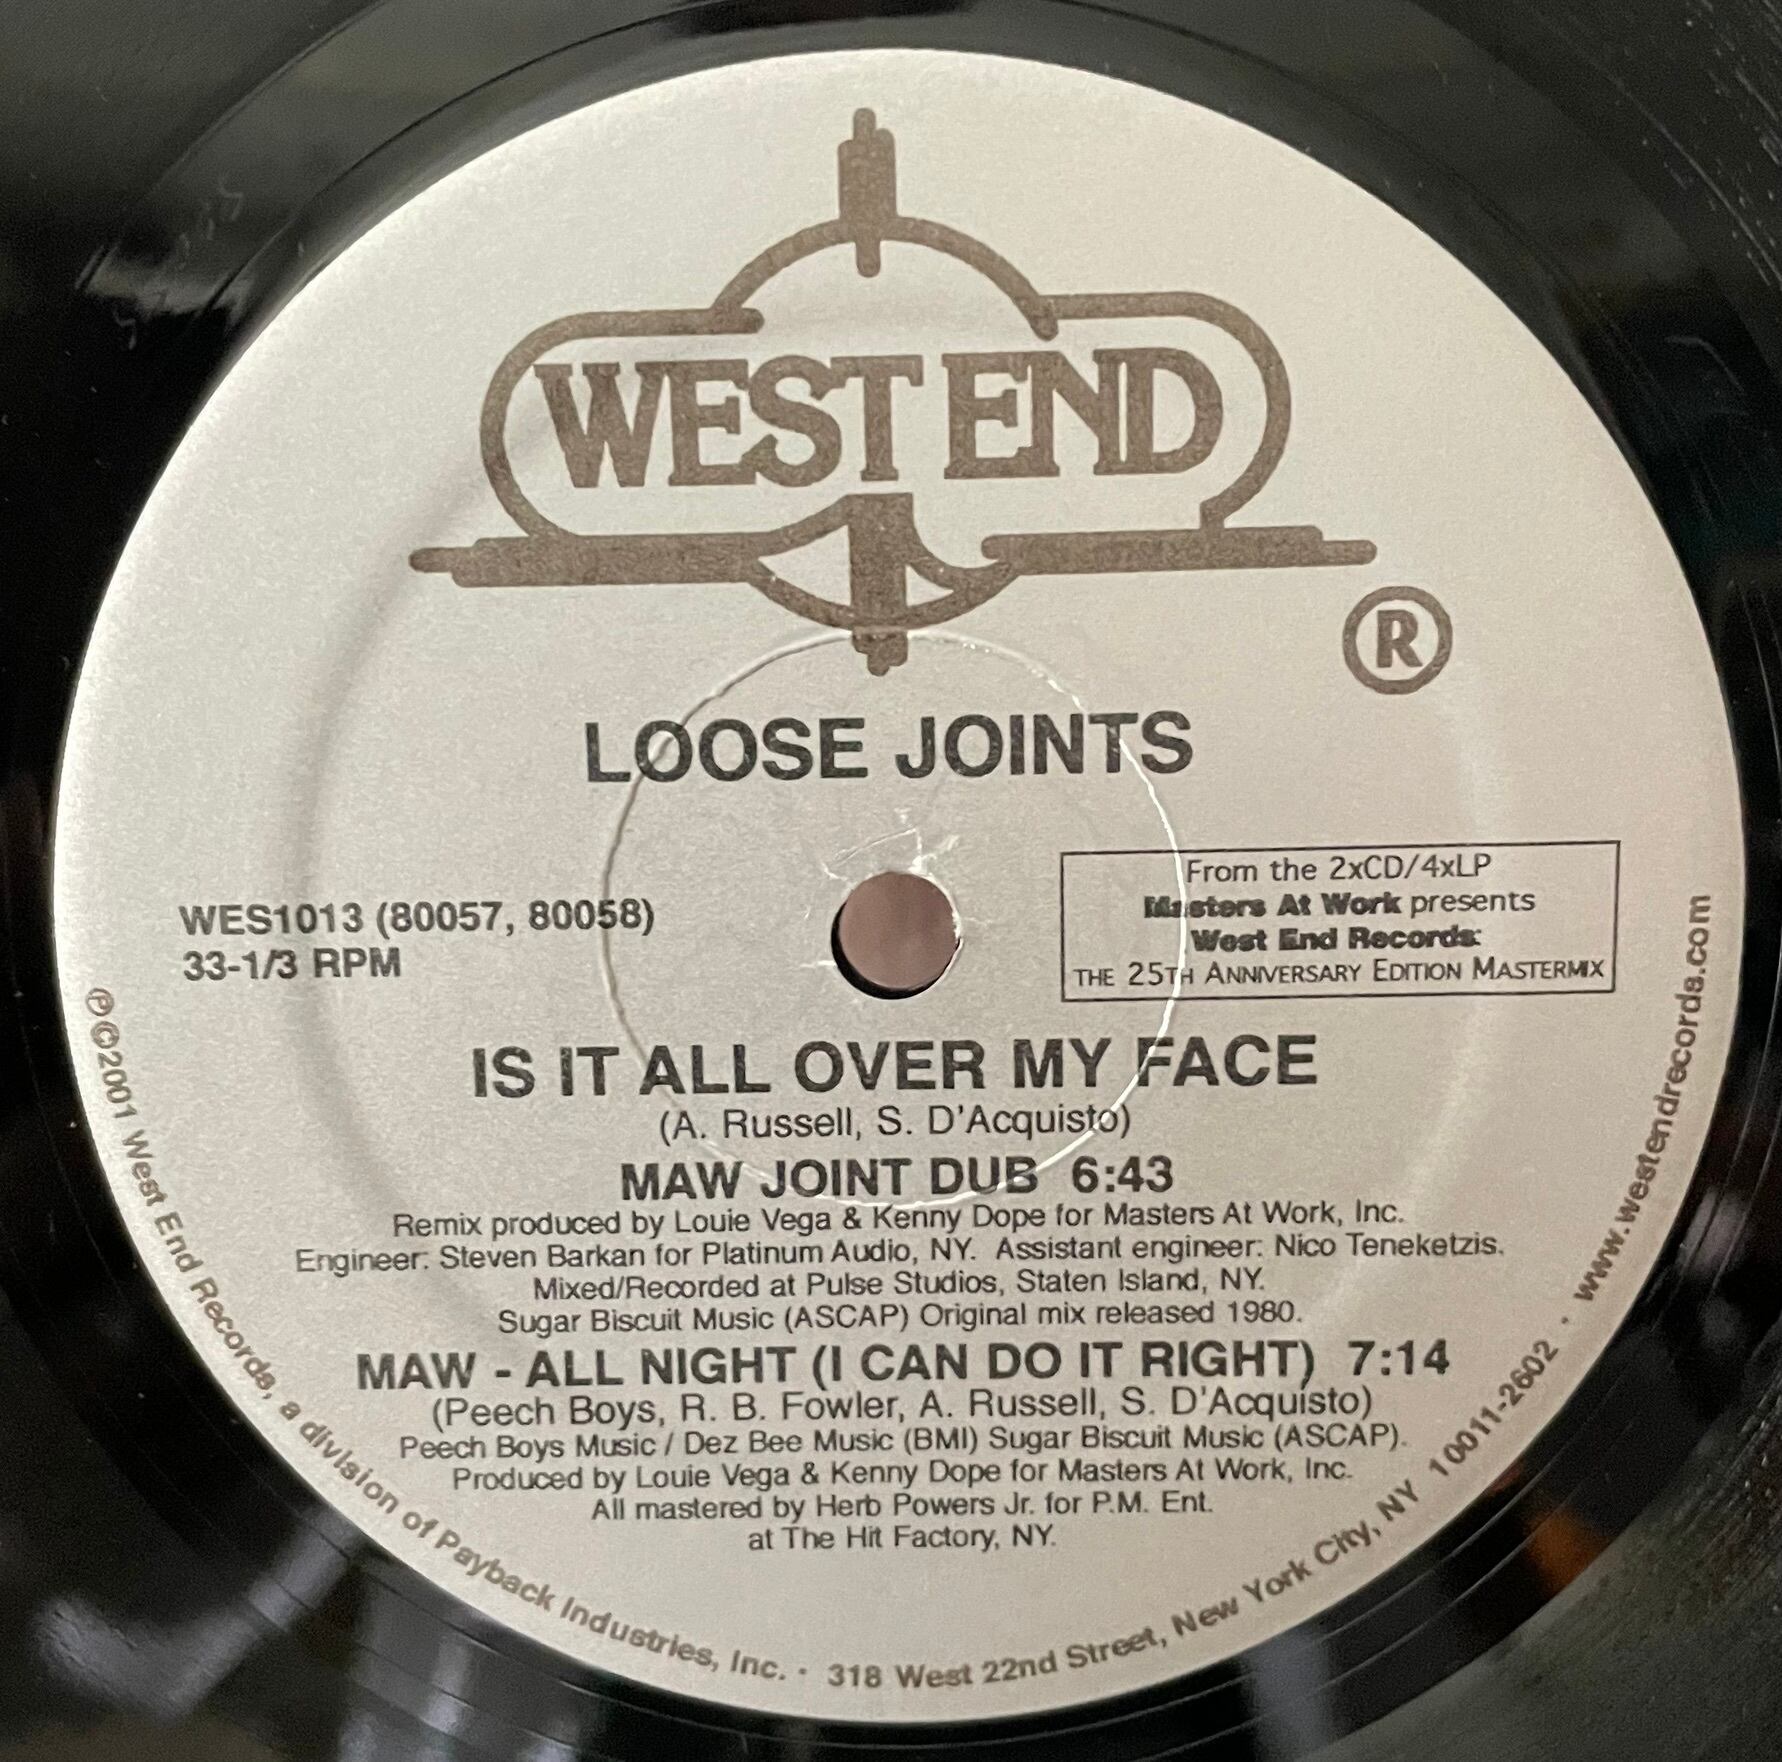 WEST END
®
LOOSE JOINTS
WES1013 (80057, 80058)
33-1/3 RPM
From the 2xCD/4xLP
Masters At Work presents
West End Records:
THE 25TH ANNIVERSARY EDITION MASTERMIX
IS IT ALL OVER MY FACE
(A. Russell, S. D'Acquisto)
MAW JOINT DUB 6:43
Remix produced by Louie Vega & Kenny Dope for Masters At Work, Inc.
Engineer: Steven Barkan for Platinum Audio, NY. Assistant engineer: Nico Teneketzis.
Mixed/Recorded at Pulse Studios, Staten Island, NY.
Sugar Biscuit Music (ASCAP) Original mix released 1980.
MAW - ALL NIGHT (I CAN DO IT RIGHT) 7:14
(Peech Boys, R. B. Fowler, A. Russell, S. D'Acquisto)
Peech Boys Music / Dez Bee Music (BMI) Sugar Biscuit Music (ASCAP).
Produced by Louie Vega & Kenny Dope for Masters At Work, Inc.
All mastered by Herb Powers Jr. for P.M. Ent.
at The Hit Factory, NY.
℗©2001 West End Records, a division of Payback Industries, Inc. · 318 West 22nd Street, New York City, NY 10011-2602 · www.westendrecords.com